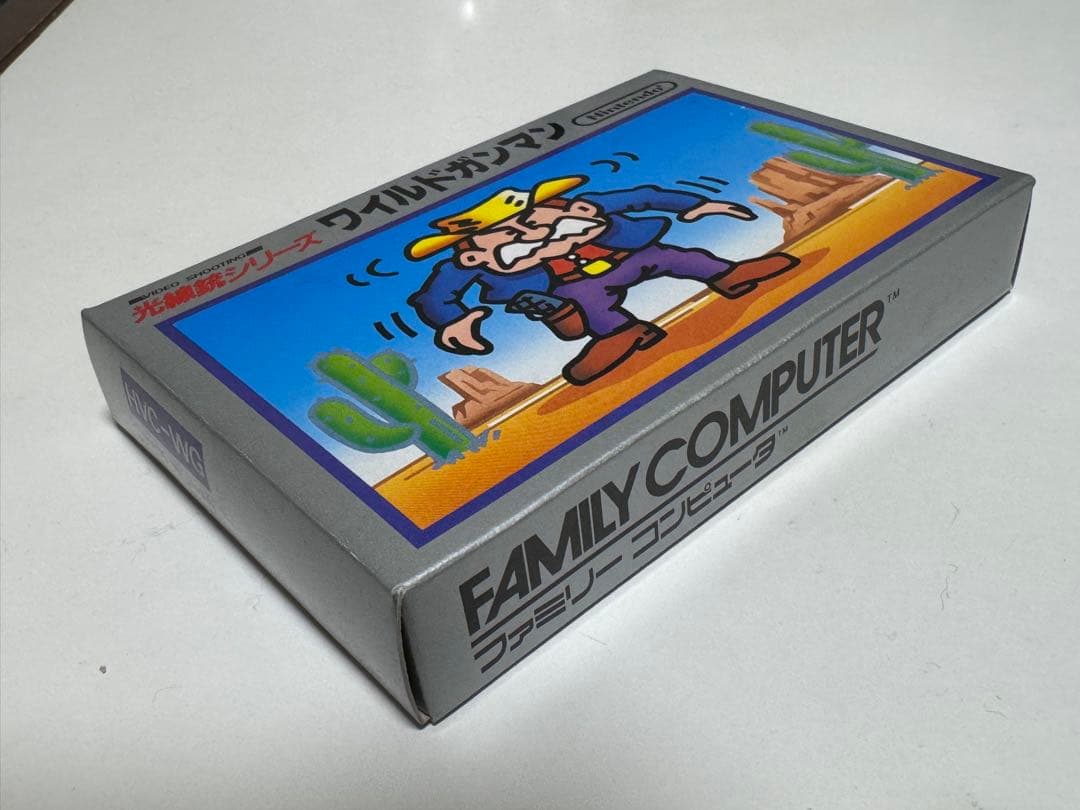 VIDEO SHOOTING
光線銃シリーズ ワイルドガンマン
Nintendo
HVC-WG
FAMILY COMPUTER™
ファミリー コンピュータ™